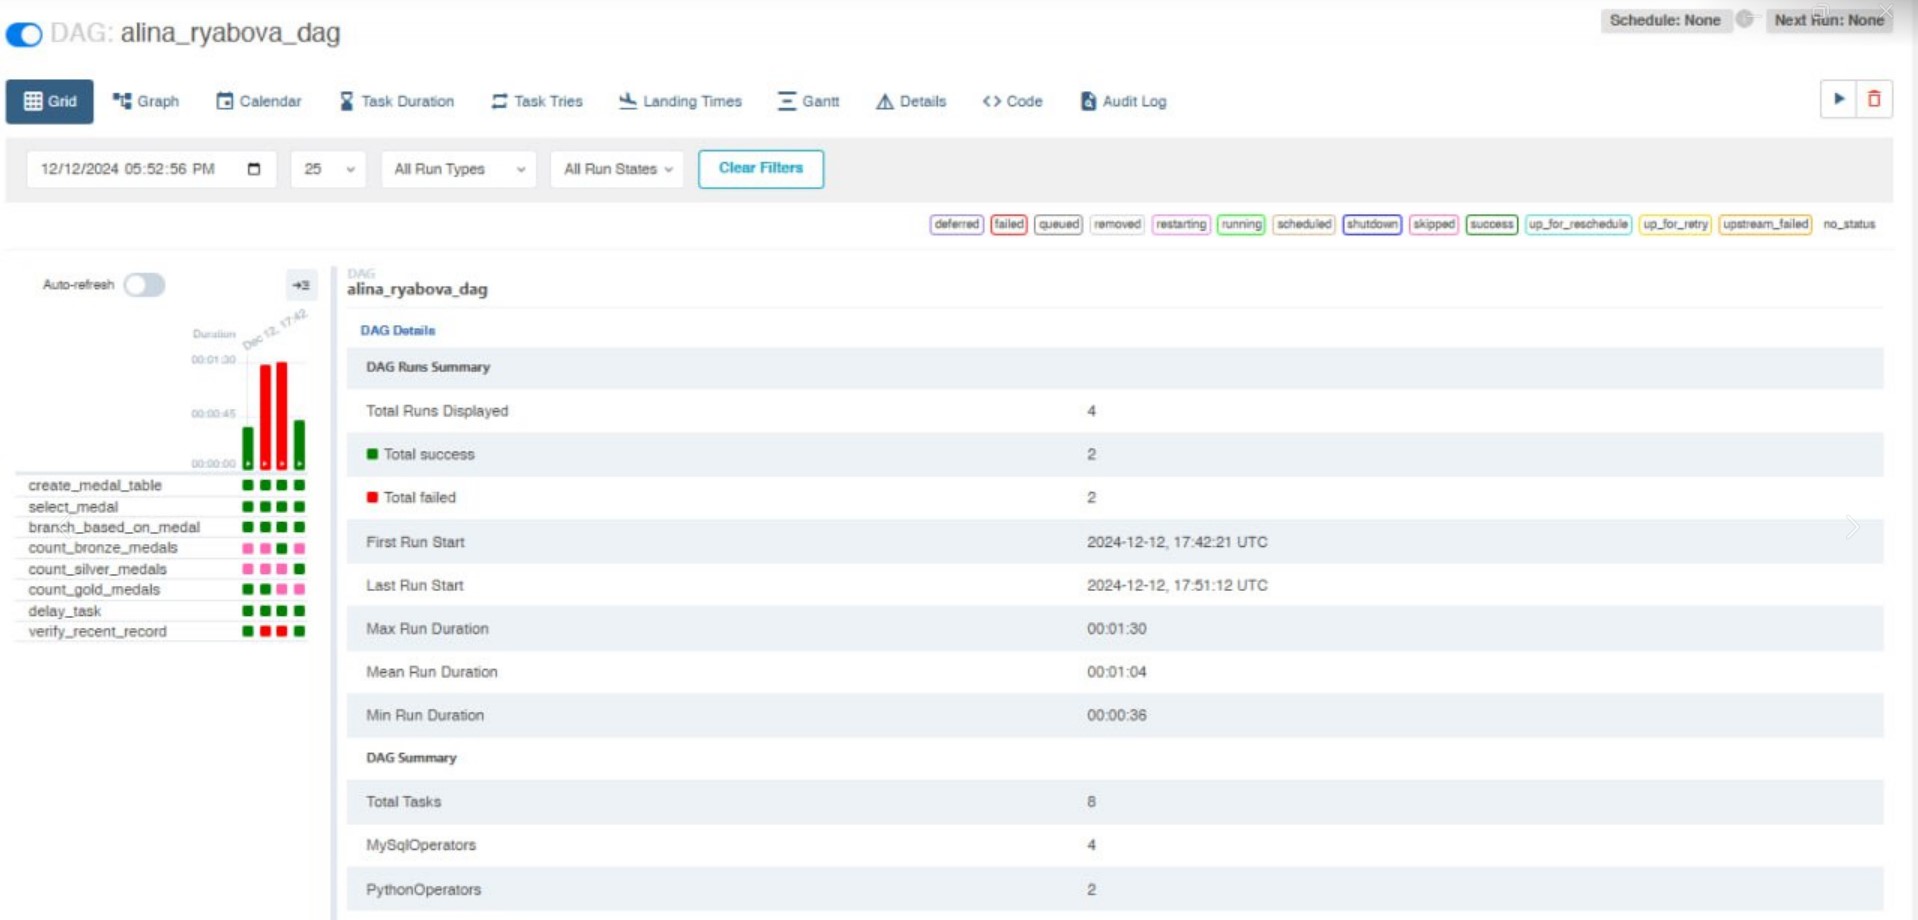 DAG: alina_ryabova_dag
Schedule: None Next Run: None
Grid Graph Calendar Task Duration Task Tries Landing Times Gantt Details Code Audit Log
12/12/2024 05:52:56 PM 25 All Run Types All Run States Clear Filters
deferred failed queued removed restarting running scheduled shutdown skipped success up_for_reschedule up_for_retry upstream_failed no_status
Auto-refresh
Duration Dec 12, 17:42
00:01:30
00:00:45
00:00:00
create_medal_table
select_medal
branch_based_on_medal
count_bronze_medals
count_silver_medals
count_gold_medals
delay_task
verify_recent_record
DAG
alina_ryabova_dag
DAG Details
DAG Runs Summary
Total Runs Displayed 4
Total success 2
Total failed 2
First Run Start 2024-12-12, 17:42:21 UTC
Last Run Start 2024-12-12, 17:51:12 UTC
Max Run Duration 00:01:30
Mean Run Duration 00:01:04
Min Run Duration 00:00:36
DAG Summary
Total Tasks 8
MySqlOperators 4
PythonOperators 2